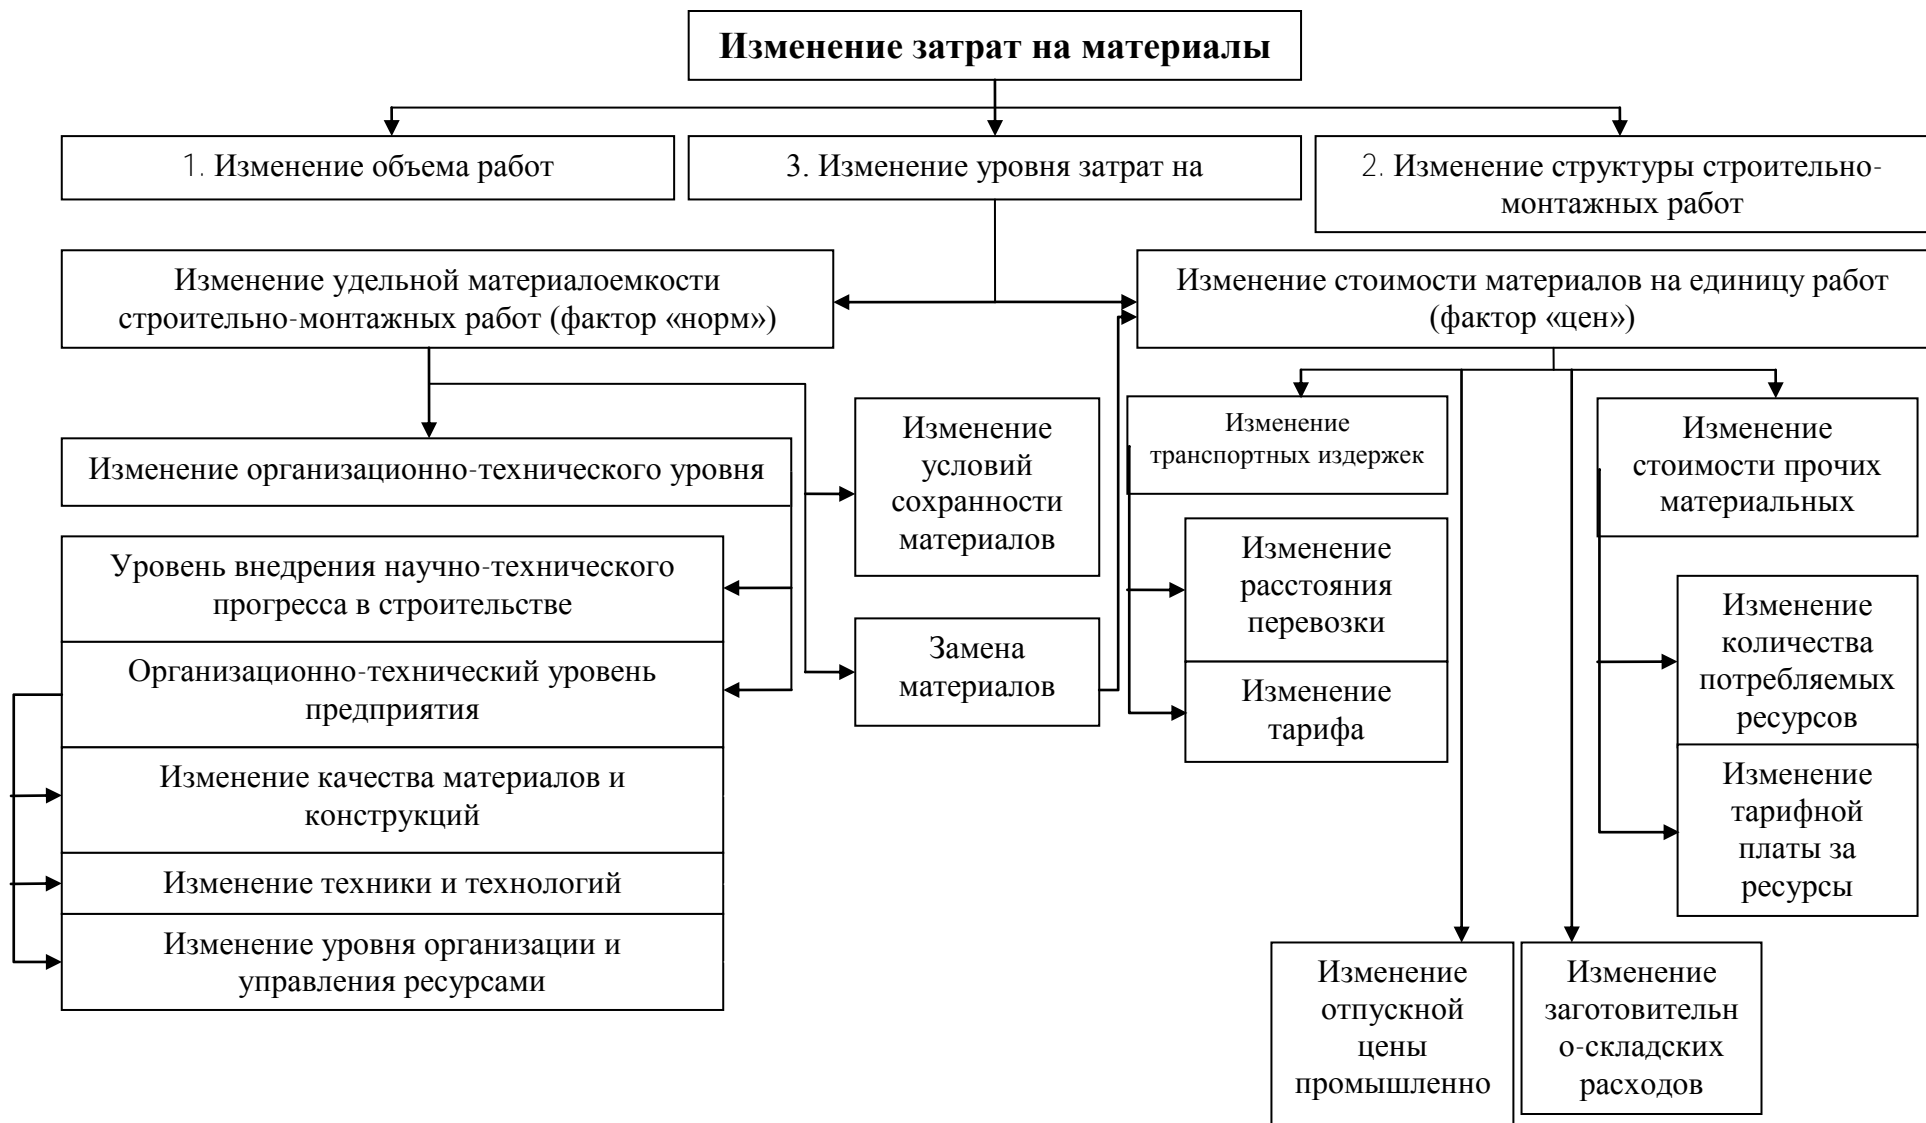 Изменение затрат на материалы
1. Изменение объема работ
3. Изменение уровня затрат на
2. Изменение структуры строительно-
монтажных работ
Изменение удельной материалоемкости
строительно-монтажных работ (фактор «норм»)
Изменение стоимости материалов на единицу работ
(фактор «цен»)
Изменение организационно-технического уровня
Изменение
условий
сохранности
материалов
Изменение
транспортных издержек
Изменение
стоимости прочих
материальных
Уровень внедрения научно-технического
прогресса в строительстве
Организационно-технический уровень
предприятия
Изменение качества материалов и
конструкций
Изменение техники и технологий
Изменение уровня организации и
управления ресурсами
Замена
материалов
Изменение
расстояния
перевозки
Изменение
тарифа
Изменение
количества
потребляемых
ресурсов
Изменение
тарифной
платы за
ресурсы
Изменение
отпускной
цены
промышленно
Изменение
заготовительн
о-складских
расходов